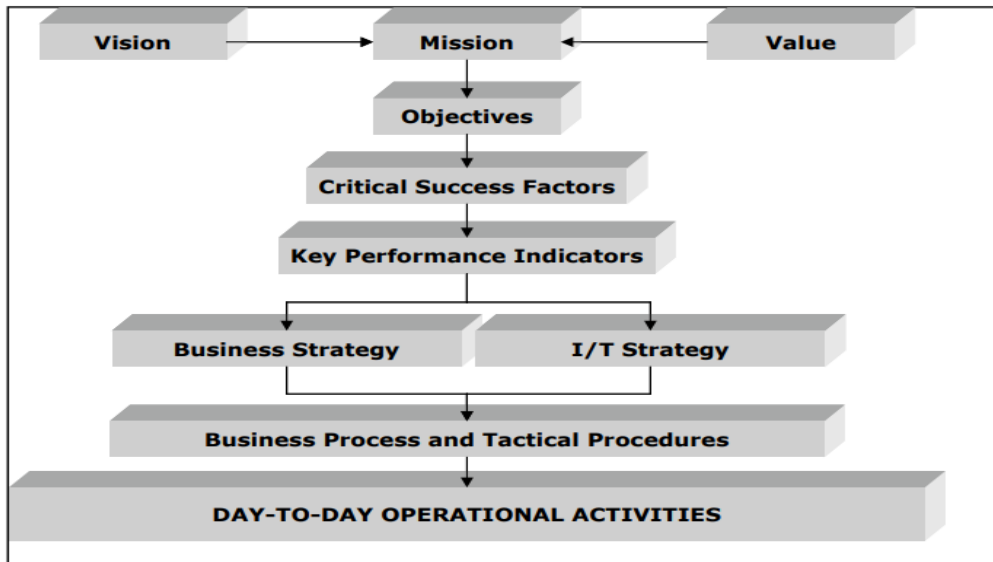 Vision
Mission
Value
Objectives
Critical Success Factors
Key Performance Indicators
Business Strategy
I/T Strategy
Business Process and Tactical Procedures
DAY-TO-DAY OPERATIONAL ACTIVITIES